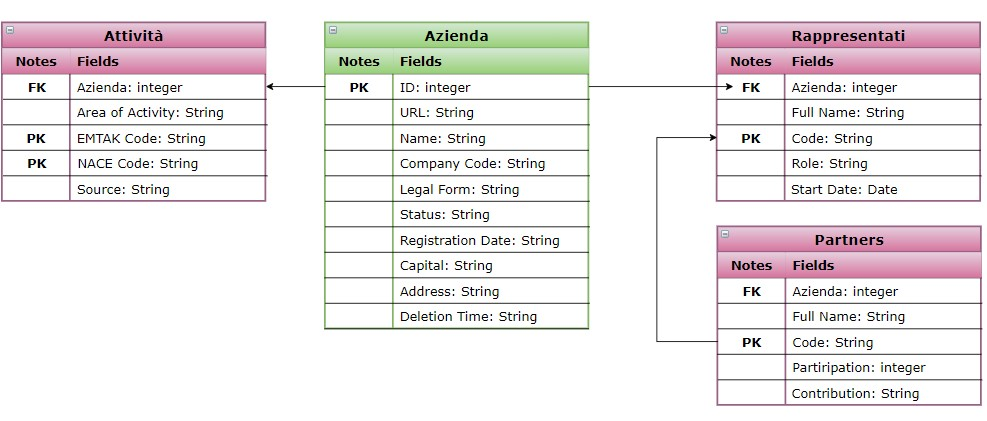 Attività
Notes Fields
FK Azienda: integer
Area of Activity: String
PK EMTAK Code: String
PK NACE Code: String
Source: String
Azienda
Notes Fields
PK ID: integer
URL: String
Name: String
Company Code: String
Legal Form: String
Status: String
Registration Date: String
Capital: String
Address: String
Deletion Time: String
Rappresentati
Notes Fields
FK Azienda: integer
Full Name: String
PK Code: String
Role: String
Start Date: Date
Partners
Notes Fields
FK Azienda: integer
Full Name: String
PK Code: String
Partiripation: integer
Contribution: String